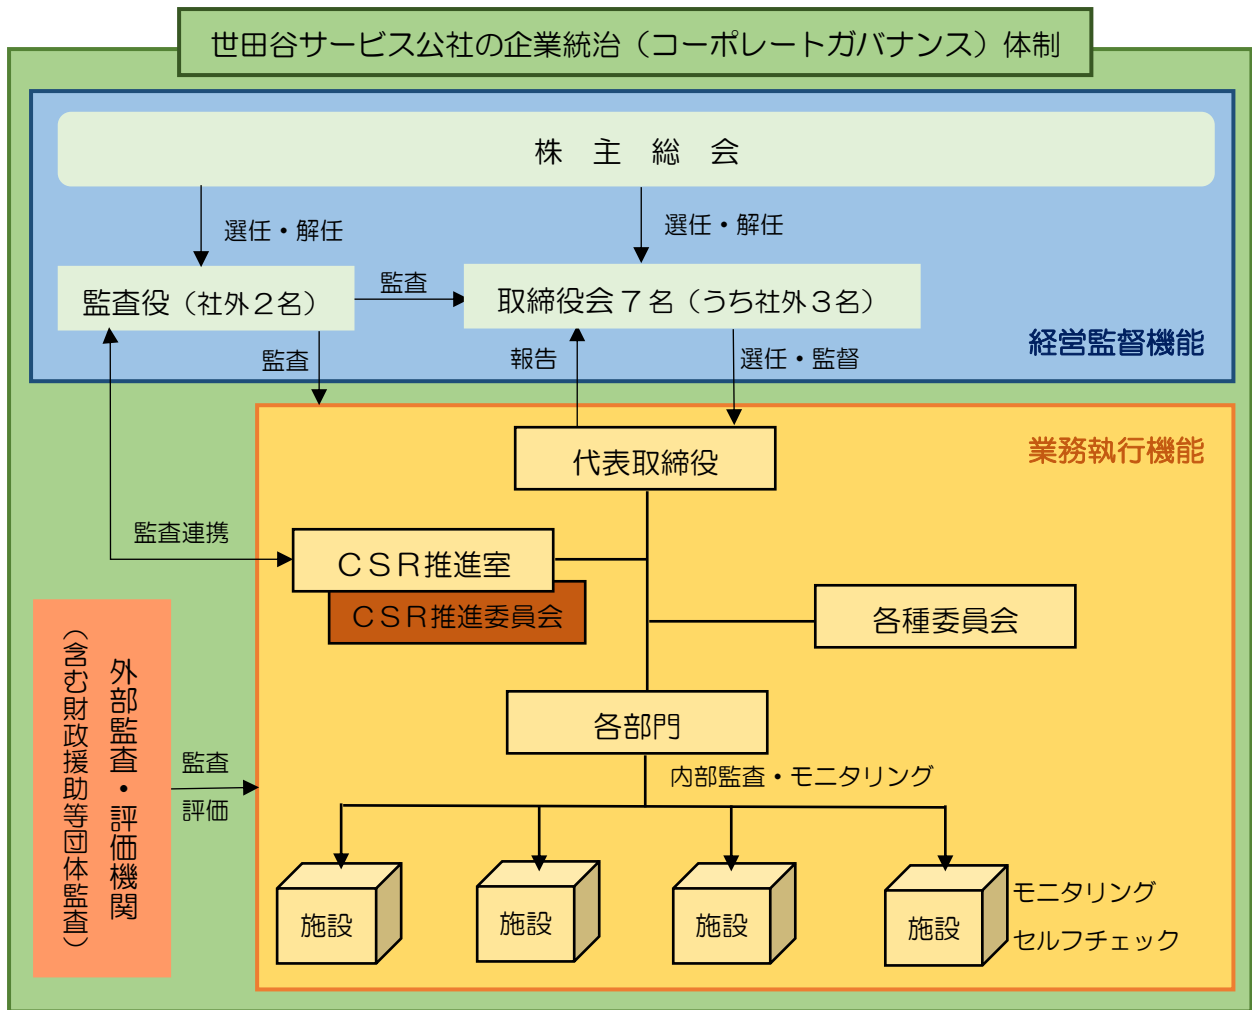 世田谷サービス公社の企業統治（コーポレートガバナンス）体制
株　主　総　会
選任・解任
選任・解任
監査役（社外２名）
監査
取締役会７名（うち社外３名）
経営監督機能
監査
報告
選任・監督
代表取締役
業務執行機能
監査連携
ＣＳＲ推進室
ＣＳＲ推進委員会
各種委員会
外部監査・評価機関
（含む財政援助等団体監査）
各部門
監査
評価
内部監査・モニタリング
施設
施設
施設
施設
モニタリング
セルフチェック